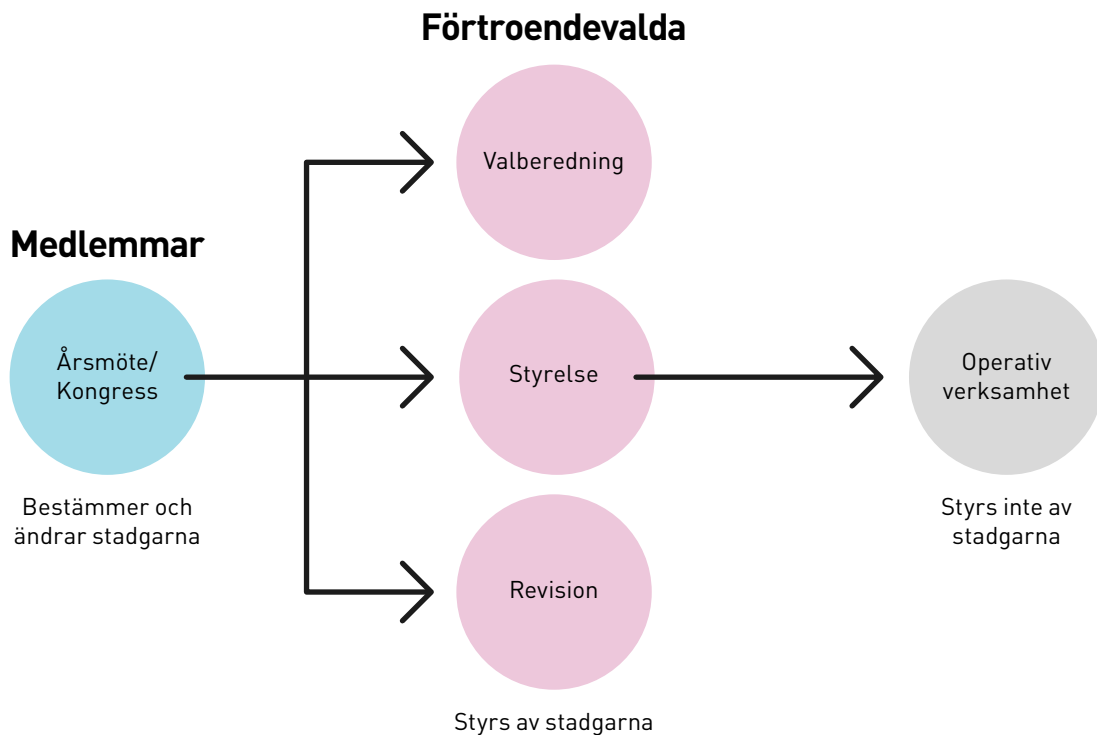 Förtroendevalda
Valberedning
Medlemmar
Årsmöte/
Kongress
Bestämmer och
ändrar stadgarna
Styrelse
Operativ
verksamhet
Styrs inte av
stadgarna
Revision
Styrs av stadgarna